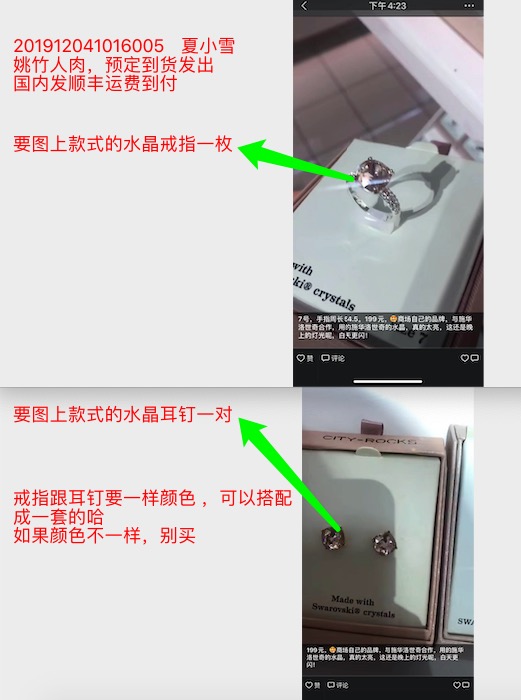 201912041016005 夏小雪
姚竹人肉，预定到货发出
国内发顺丰运费到付
要图上款式的水晶戒指一枚
下午4:23
with
ski® crystals
7号，手指周长54.5，199元，😍商场自己的品牌，与施华
洛世奇合作，用的施华洛世奇的水晶，真的太亮，这还是晚
上的灯光呢，白天更闪！
赞
评论
要图上款式的水晶耳钉一对
戒指跟耳钉要一样颜色 ，可以搭配
成一套的哈
如果颜色不一样，别买
CITY-ROCKS
Made with
Swarovski® crystals
SWA
199元，😍商场自己的品牌，与施华洛世奇合作，用的施华
洛世奇的水晶，真的太亮，这还是晚上的灯光呢，白天更
闪！
赞
评论